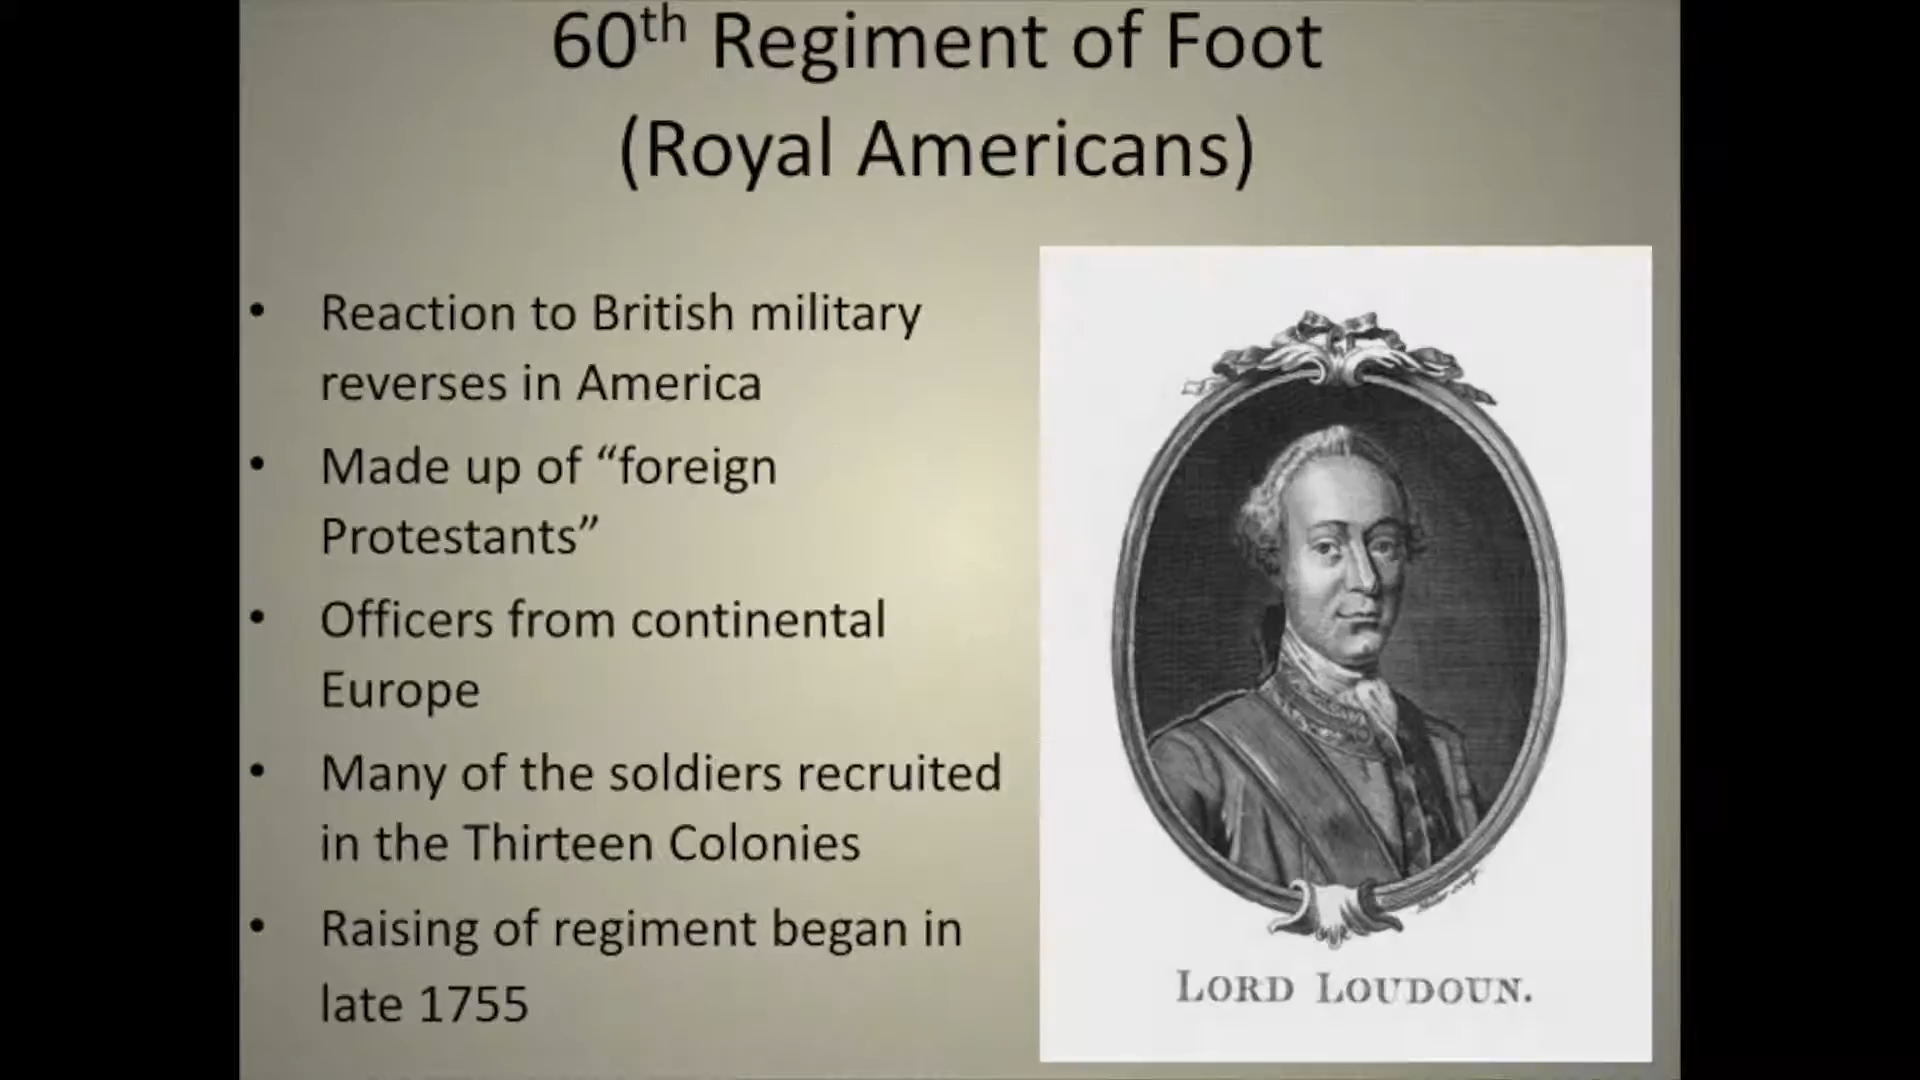 60th Regiment of Foot
(Royal Americans)
• Reaction to British military
reverses in America
• Made up of “foreign
Protestants”
• Officers from continental
Europe
• Many of the soldiers recruited
in the Thirteen Colonies
• Raising of regiment began in
late 1755
LORD LOUDOUN.